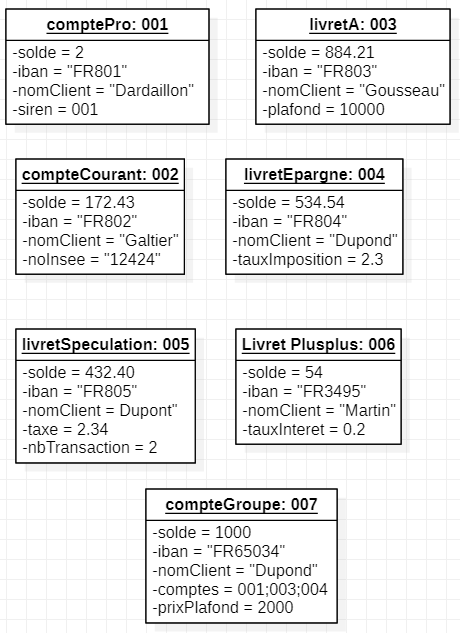 comptePro: 001
-solde = 2
-iban = "FR801"
-nomClient = "Dardaillon"
-siren = 001
livretA: 003
-solde = 884.21
-iban = "FR803"
-nomClient = "Gousseau"
-plafond = 10000
compteCourant: 002
-solde = 172.43
-iban = "FR802"
-nomClient = "Galtier"
-noInsee = "12424"
livretEpargne: 004
-solde = 534.54
-iban = "FR804"
-nomClient = "Dupond"
-tauxImposition = 2.3
livretSpeculation: 005
-solde = 432.40
-iban = "FR805"
-nomClient = Dupont"
-taxe = 2.34
-nbTransaction = 2
Livret Plusplus: 006
-solde = 54
-iban = "FR3495"
-nomClient = "Martin"
-tauxInteret = 0.2
compteGroupe: 007
-solde = 1000
-iban = "FR65034"
-nomClient = "Dupond"
-comptes = 001;003;004
-prixPlafond = 2000